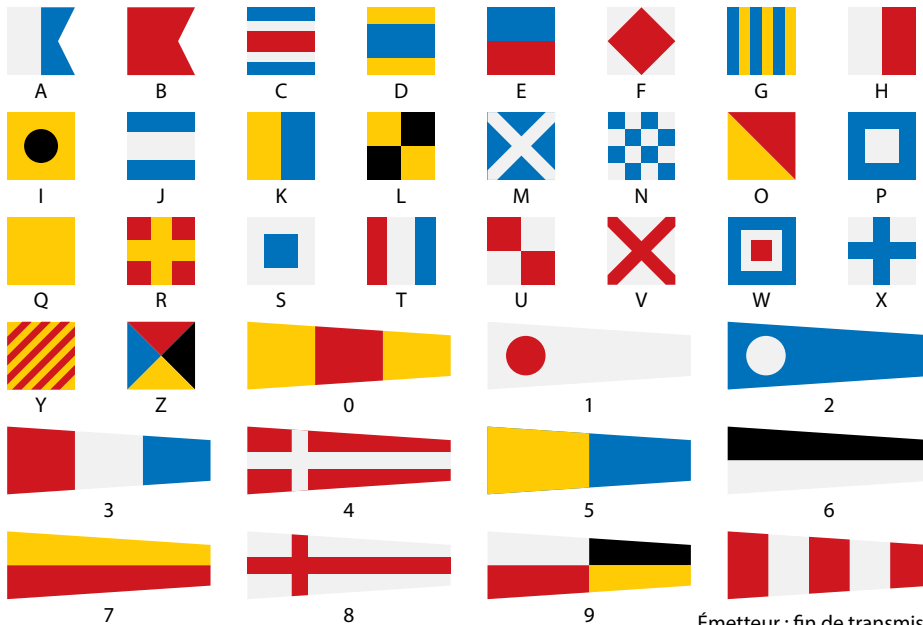 A B C D E F G H
I J K L M N O P
Q R S T U V W X
Y Z 0 1 2
3 4 5 6
7 8 9
Émetteur : fin de